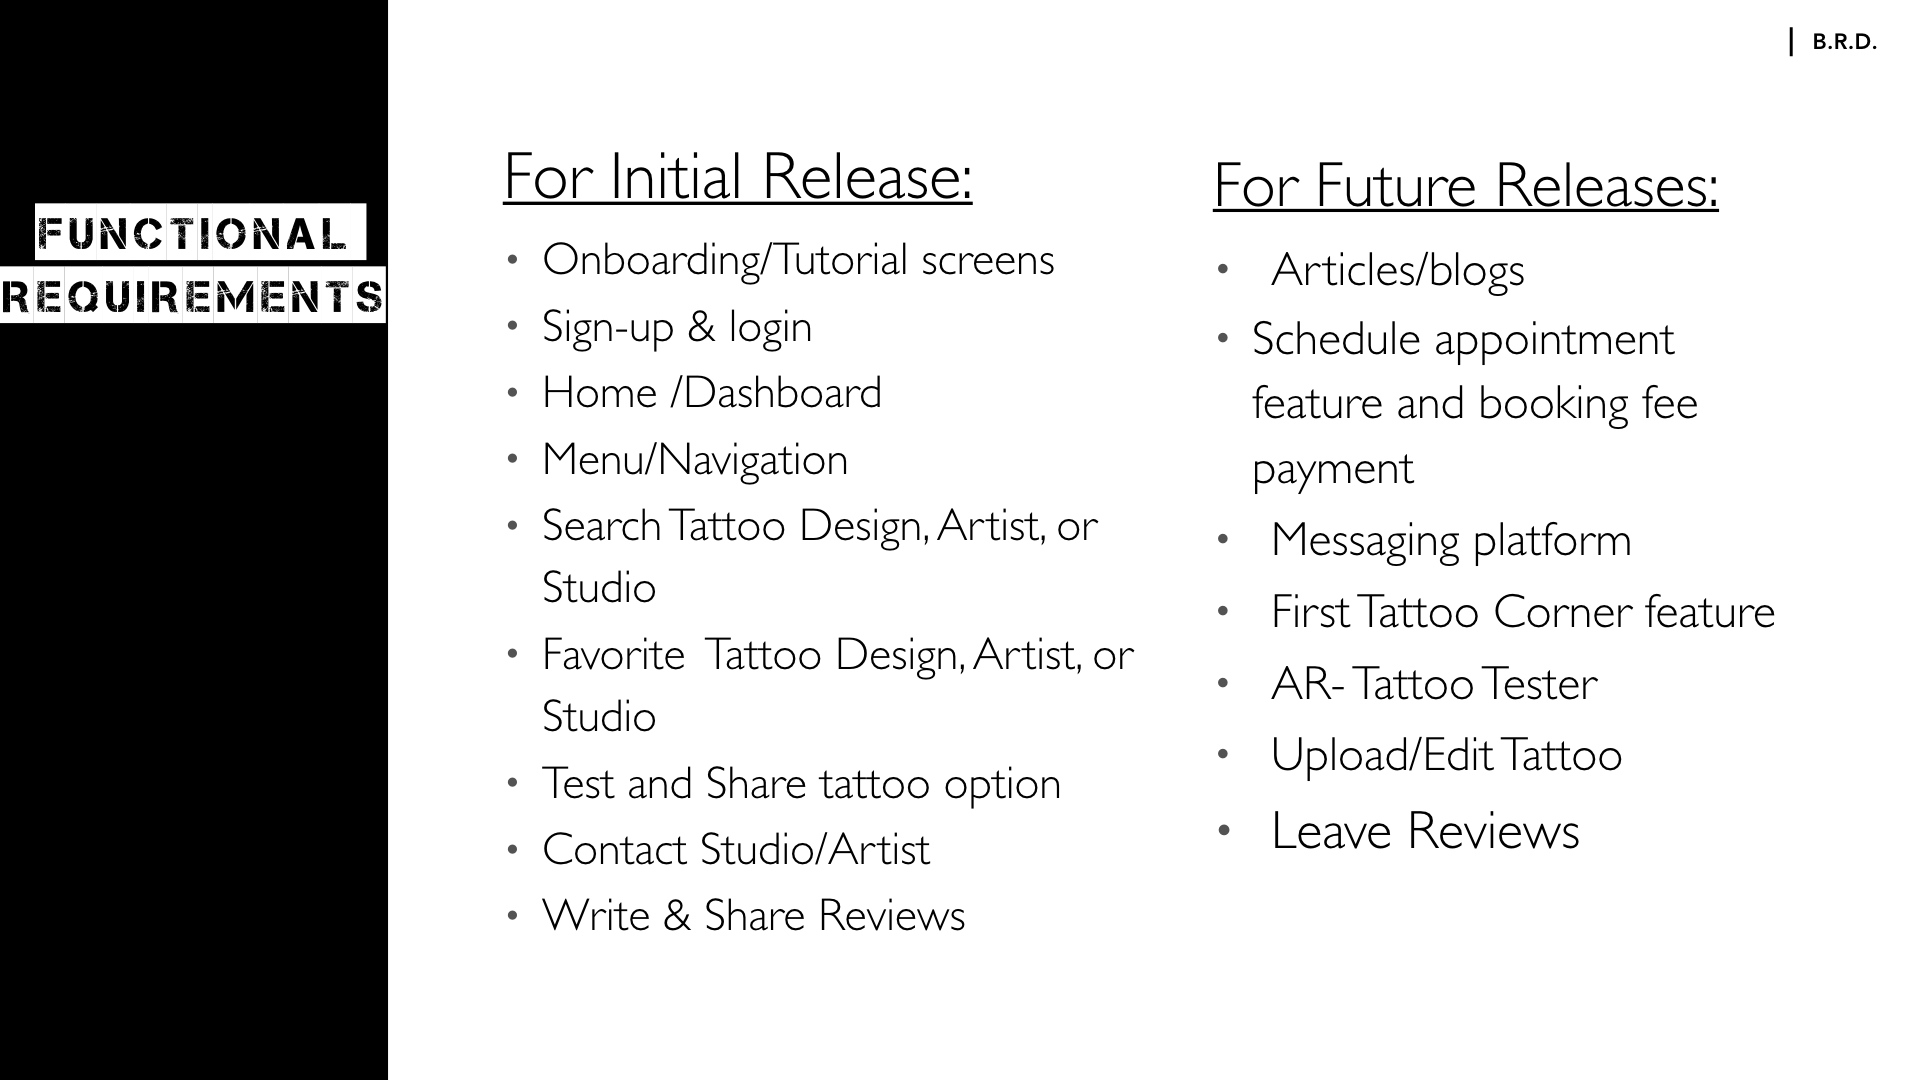 | B.R.D.
FUNCTIONAL
REQUIREMENTS
For Initial Release:
• Onboarding/Tutorial screens
• Sign-up & login
• Home /Dashboard
• Menu/Navigation
• Search Tattoo Design, Artist, or
Studio
• Favorite Tattoo Design, Artist, or
Studio
• Test and Share tattoo option
• Contact Studio/Artist
• Write & Share Reviews
For Future Releases:
• Articles/blogs
• Schedule appointment
feature and booking fee
payment
• Messaging platform
• First Tattoo Corner feature
• AR- Tattoo Tester
• Upload/Edit Tattoo
• Leave Reviews